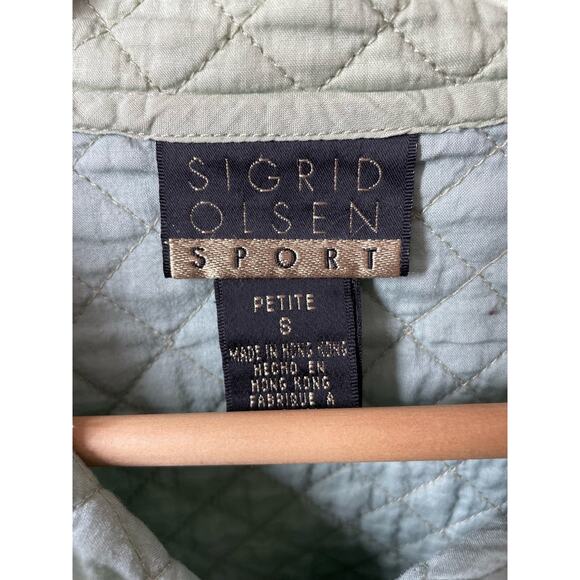 SIGRID
OLSEN
SPORT
PETITE
S
MADE IN HONG KONG
HECHO EN
HONG KONG
FABRIQUE A